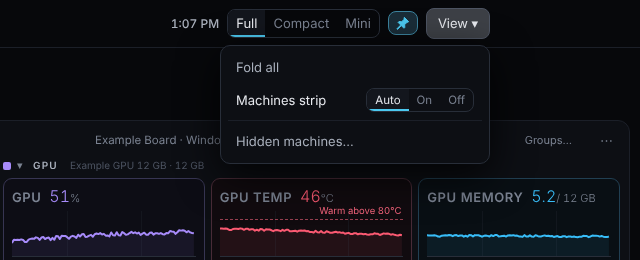 1:07 PM Full Compact Mini View ▾
Fold all
Machines strip Auto On Off
Hidden machines...
Example Board · Windo Groups... ...
▾ GPU Example GPU 12 GB · 12 GB
GPU 51% GPU TEMP 46°C GPU MEMORY 5.2/ 12 GB
Warm above 80°C